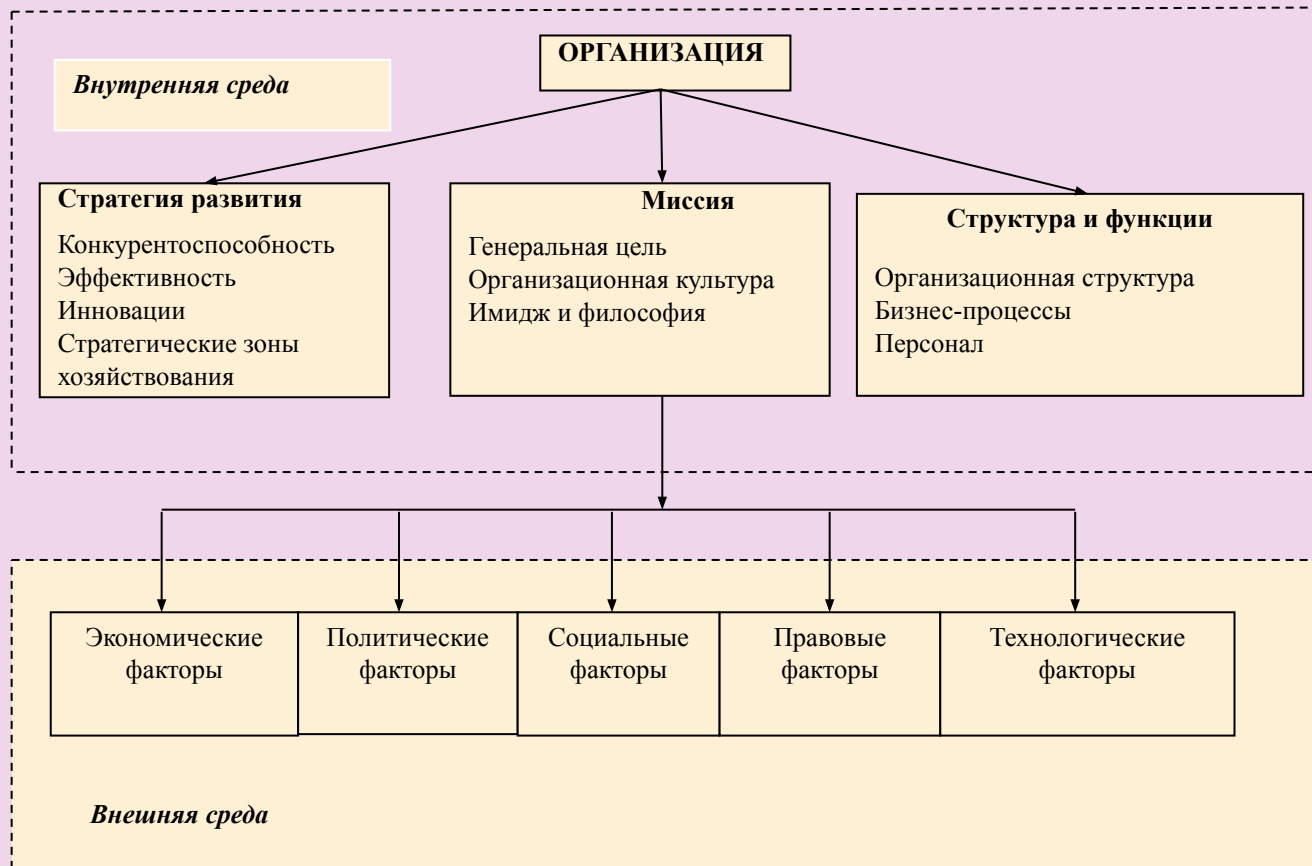 ОРГАНИЗАЦИЯ
Внутренняя среда
Стратегия развития
Конкурентоспособность
Эффективность
Инновации
Стратегические зоны
хозяйствования
Миссия
Генеральная цель
Организационная культура
Имидж и философия
Структура и функции
Организационная структура
Бизнес-процессы
Персонал
Экономические
факторы
Политические
факторы
Социальные
факторы
Правовые
факторы
Технологические
факторы
Внешняя среда